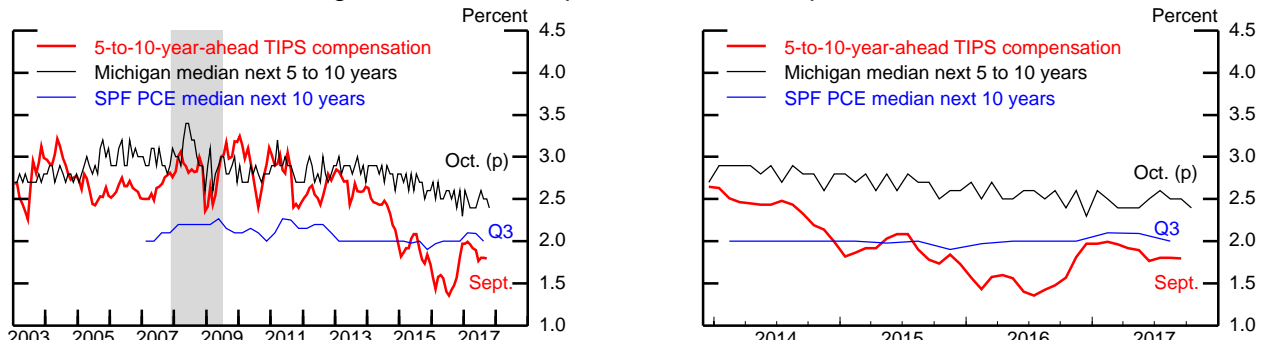 Percent
4.5
5-to-10-year-ahead TIPS compensation
Michigan median next 5 to 10 years
SPF PCE median next 10 years
4.0
3.5
3.0
2.5
2.0
1.5
1.0
Oct. (p)
Q3
Sept.
2003 2005 2007 2009 2011 2013 2015 2017
Percent
4.5
5-to-10-year-ahead TIPS compensation
Michigan median next 5 to 10 years
SPF PCE median next 10 years
4.0
3.5
3.0
2.5
2.0
1.5
1.0
Oct. (p)
Q3
Sept.
2014 2015 2016 2017